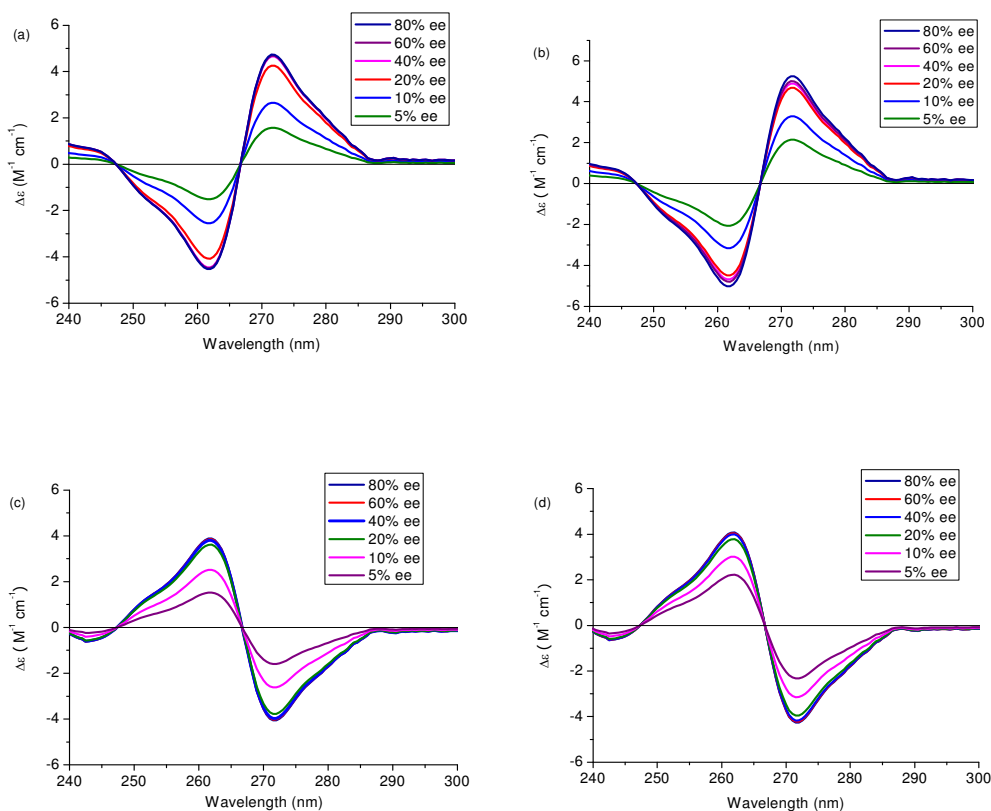 (a)
80% ee
60% ee
40% ee
20% ee
10% ee
5% ee
6
4
2
0
-2
-4
-6
Δε ( M⁻¹ cm⁻¹)
240 250 260 270 280 290 300
Wavelength (nm)
(b)
80% ee
60% ee
40% ee
20% ee
10% ee
5% ee
6
4
2
0
-2
-4
-6
Δε ( M⁻¹ cm⁻¹)
240 250 260 270 280 290 300
Wavelength (nm)
(c)
80% ee
60% ee
40% ee
20% ee
10% ee
5% ee
6
4
2
0
-2
-4
-6
Δε ( M⁻¹ cm⁻¹)
240 250 260 270 280 290 300
Wavelength (nm)
(d)
80% ee
60% ee
40% ee
20% ee
10% ee
5% ee
6
4
2
0
-2
-4
-6
Δε ( M⁻¹ cm⁻¹)
240 250 260 270 280 290 300
Wavelength (nm)